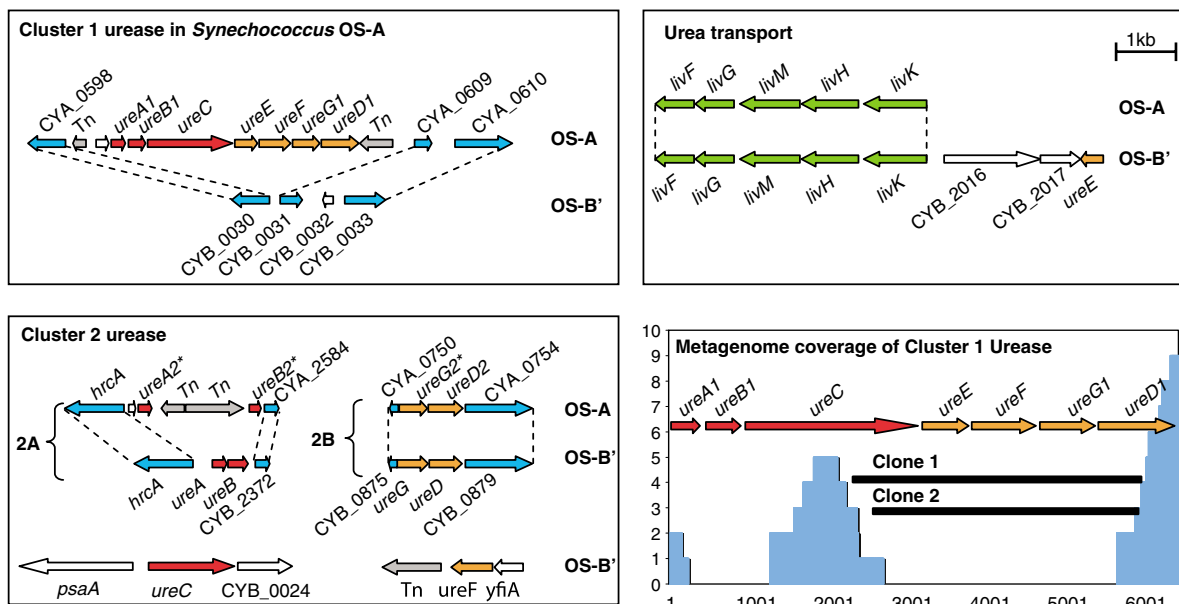 Cluster 1 urease in Synechococcus OS-A
CYA_0598
Tn
ureA1
ureB1
ureC
ureE
ureF
ureG1
ureD1
Tn
CYA_0609
CYA_0610
OS-A
OS-B’
CYB_0030
CYB_0031
CYB_0032
CYB_0033
Urea transport
1kb
livF
livG
livM
livH
livK
OS-A
OS-B’
livF
livG
livM
livH
livK
CYB_2016
CYB_2017
ureE
Cluster 2 urease
hrcA
ureA2*
Tn
Tn
ureB2*
CYA_2584
CYA_0750
ureG2*
ureD2
CYA_0754
OS-A
2A
2B
OS-B’
hrcA
ureA
ureB
CYB_2372
CYB_0875
ureG
ureD
CYB_0879
OS-B’
psaA
ureC
CYB_0024
Tn
ureF
yfiA
Metagenome coverage of Cluster 1 Urease
10
9
8
7
6
5
4
3
2
1
0
ureA1
ureB1
ureC
ureE
ureF
ureG1
ureD1
Clone 1
Clone 2
1 1001 2001 3001 4001 5001 6001